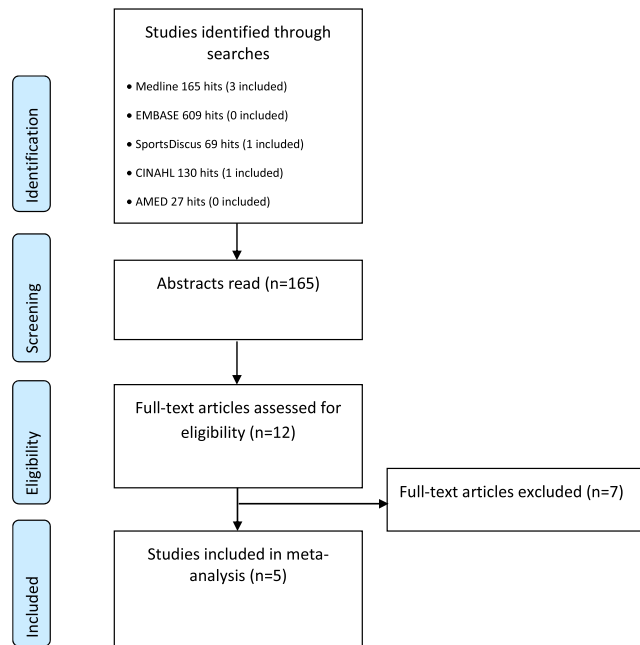 Studies identified through
searches
• Medline 165 hits (3 included)
• EMBASE 609 hits (0 included)
• SportsDiscus 69 hits (1 included)
• CINAHL 130 hits (1 included)
• AMED 27 hits (0 included)
Identification
Abstracts read (n=165)
Screening
Full-text articles assessed for
eligibility (n=12)
Eligibility
Full-text articles excluded (n=7)
Studies included in meta-
analysis (n=5)
Included